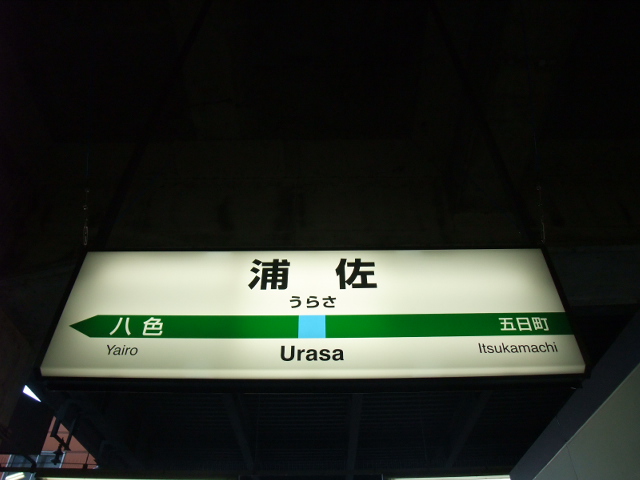 浦佐
うらさ
八色 五日町
Yairo Urasa Itsukamachi